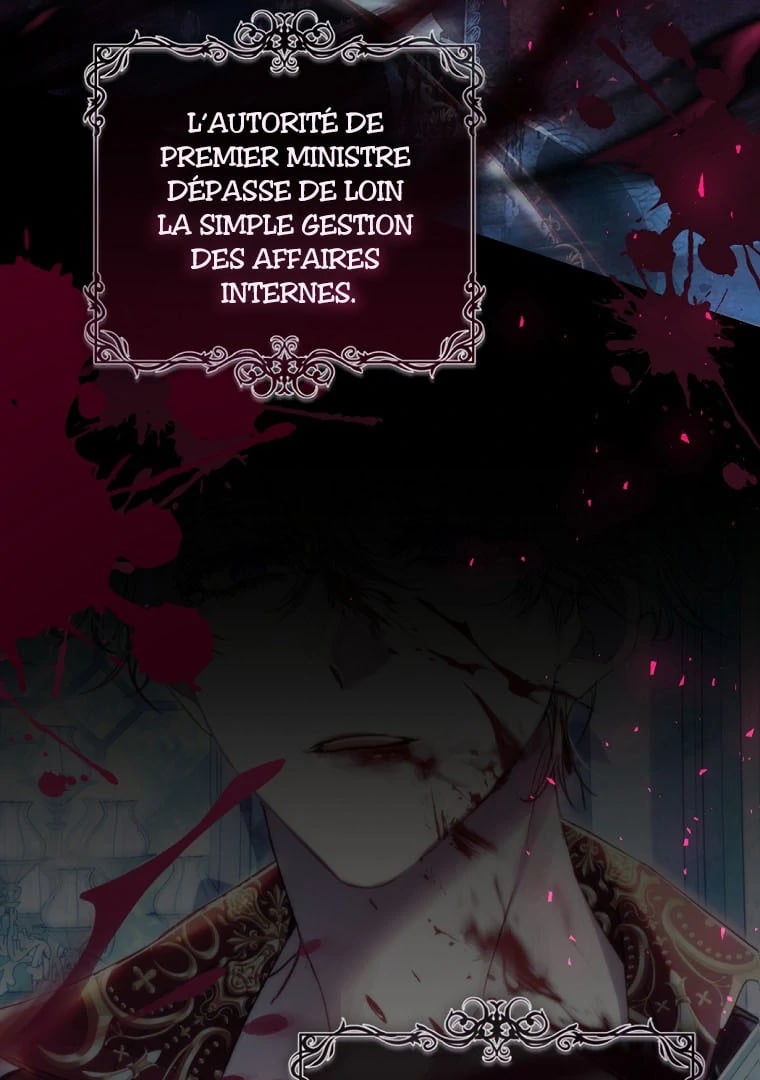 L'AUTORITÉ DE
PREMIER MINISTRE
DÉPASSE DE LOIN
LA SIMPLE GESTION
DES AFFAIRES
INTERNES.